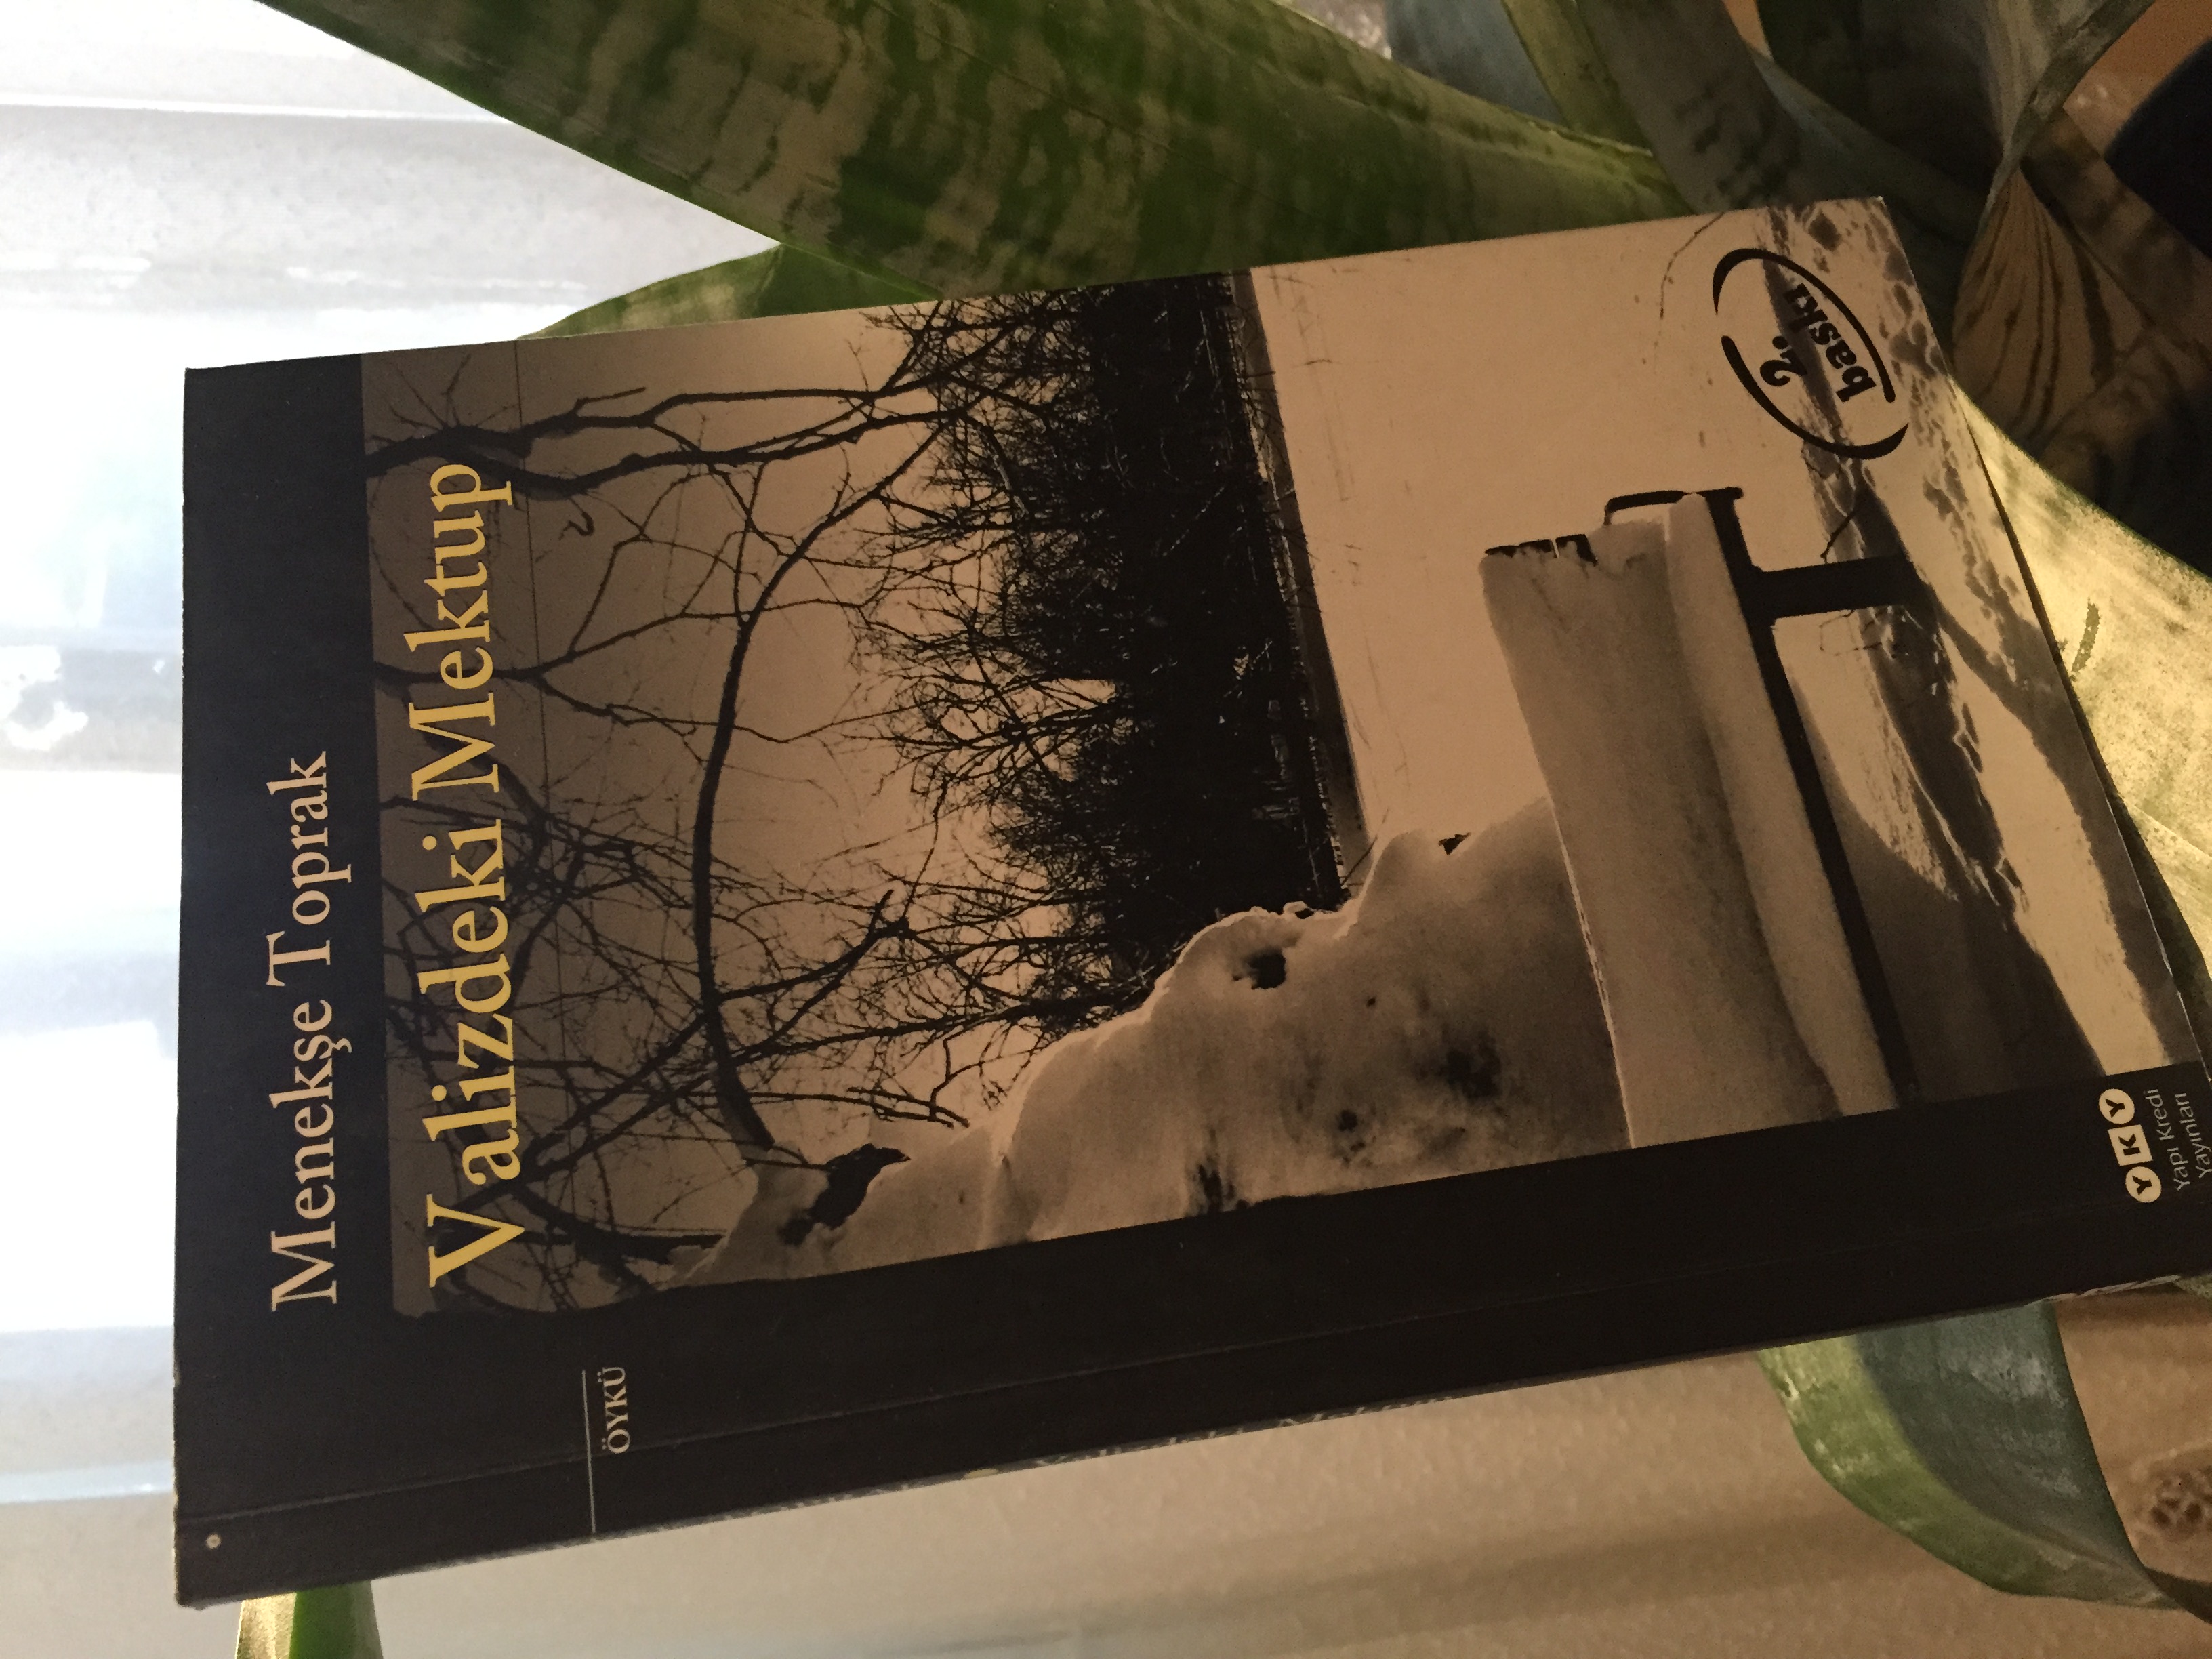 Menekşe Toprak
Valizdeki Mektup
ÖYKÜ
2.
baskı
YKY
Yapı Kredi
Yayınları